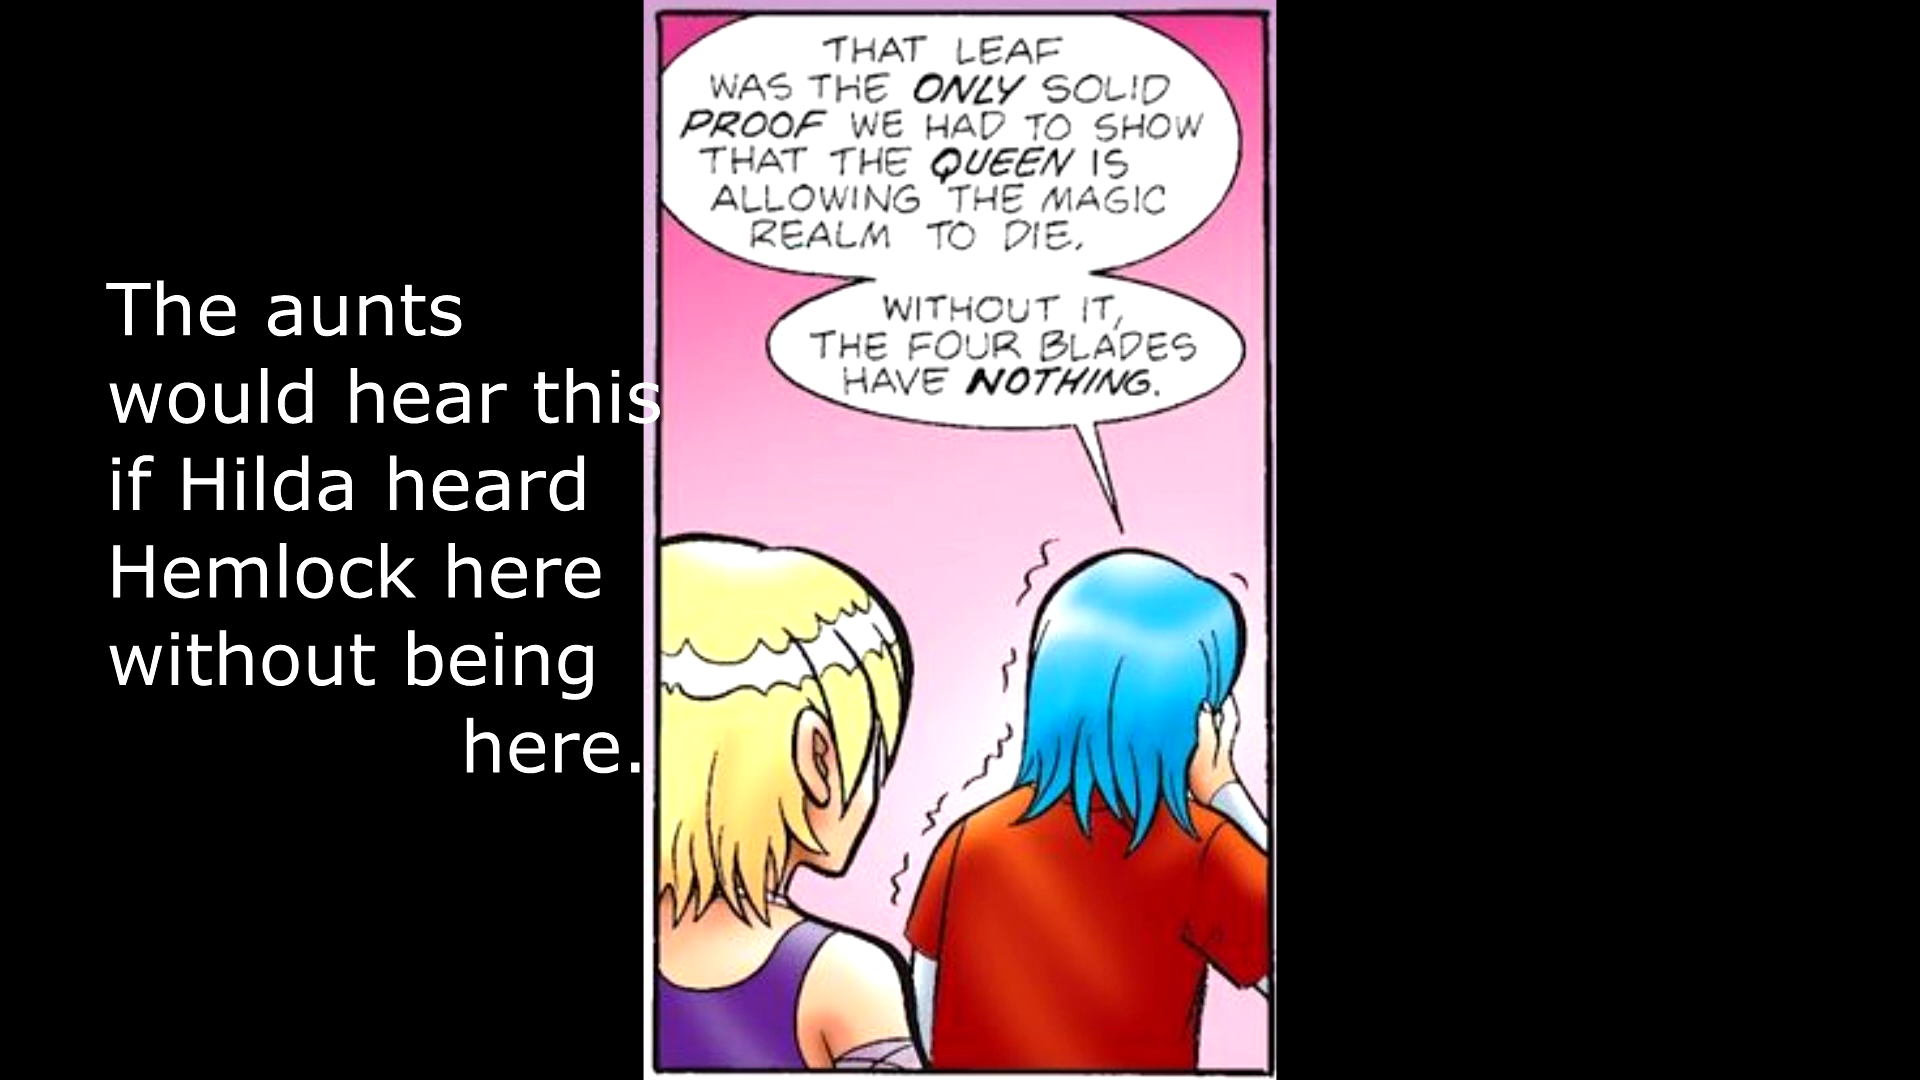 The aunts
would hear this
if Hilda heard
Hemlock here
without being
here.
THAT LEAF
WAS THE ONLY SOLID
PROOF WE HAD TO SHOW
THAT THE QUEEN IS
ALLOWING THE MAGIC
REALM TO DIE.
WITHOUT IT,
THE FOUR BLADES
HAVE NOTHING.